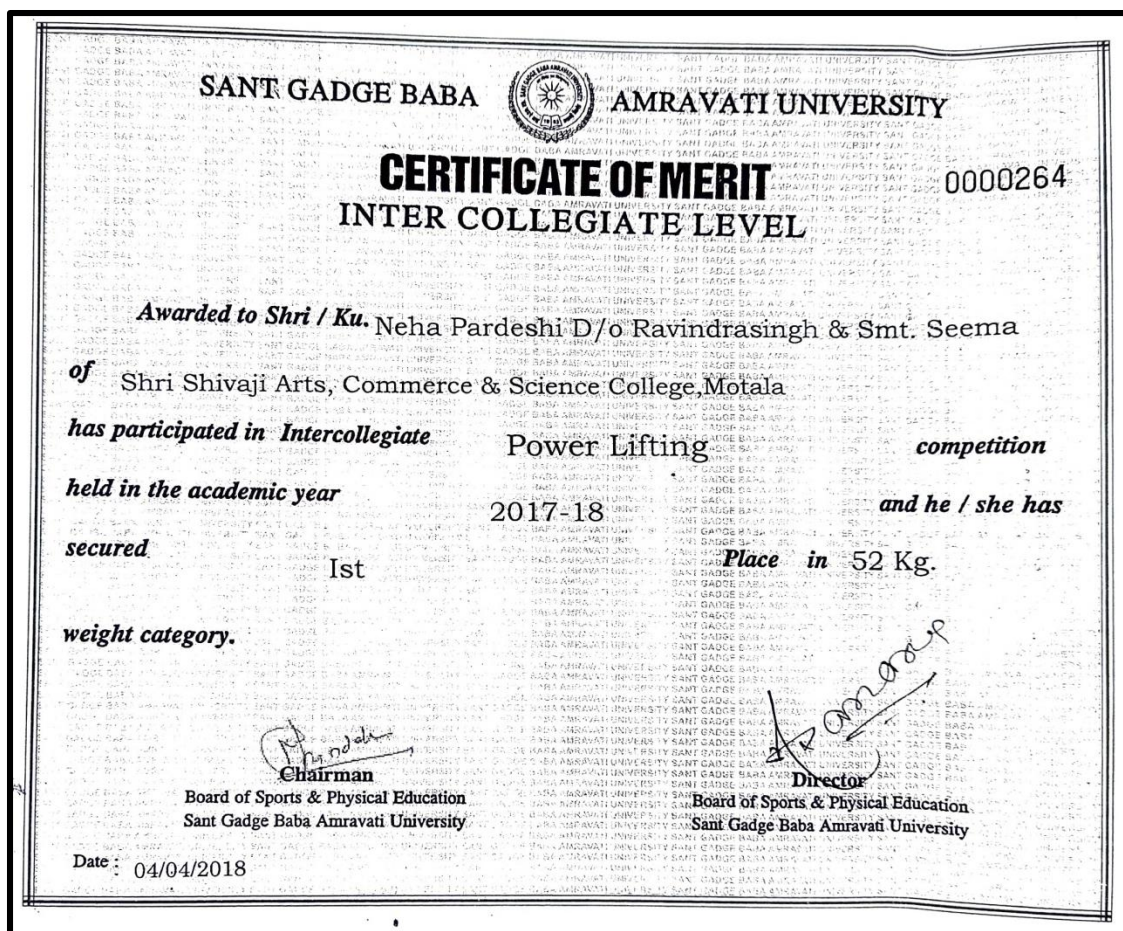 SANT GADGE BABA AMRAVATI UNIVERSITY
CERTIFICATE OF MERIT
0000264
INTER COLLEGIATE LEVEL
Awarded to Shri / Ku. Neha Pardeshi D/o Ravindrasingh & Smt. Seema
of Shri Shivaji Arts, Commerce & Science College,Motala
has participated in Intercollegiate Power Lifting competition
held in the academic year 2017-18 and he / she has
secured Ist Place in 52 Kg.
weight category.
Chairman
Board of Sports & Physical Education
Sant Gadge Baba Amravati University
Director
Board of Sports & Physical Education
Sant Gadge Baba Amravati University
Date : 04/04/2018